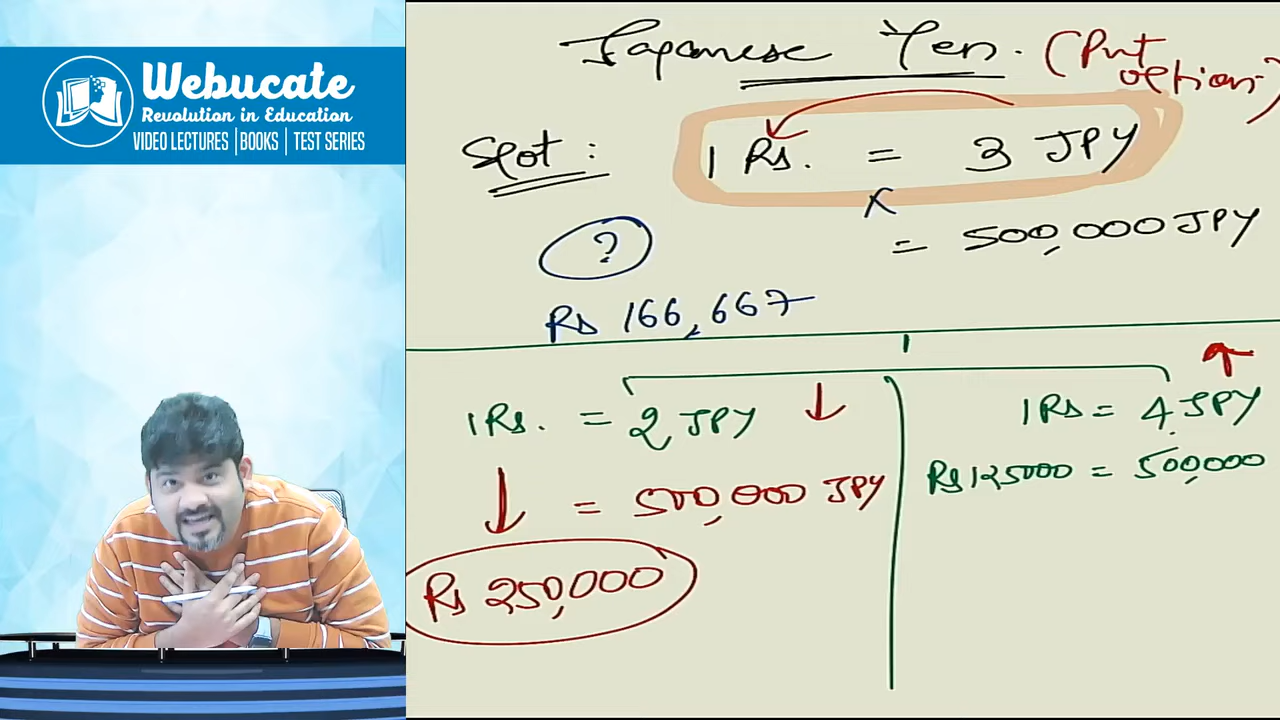 Webucate
Revolution in Education
VIDEO LECTURES | BOOKS | TEST SERIES
Japanese Yen. (Put option)
Spot : 1 Rs. = 3 JPY
x
= 500,000 JPY
?
Rs 166,667
1 Rs. = 2 JPY ↓
↓ = 500,000 JPY
Rs 250,000
↑
1 Rs = 4 JPY
Rs 125000 = 500,000